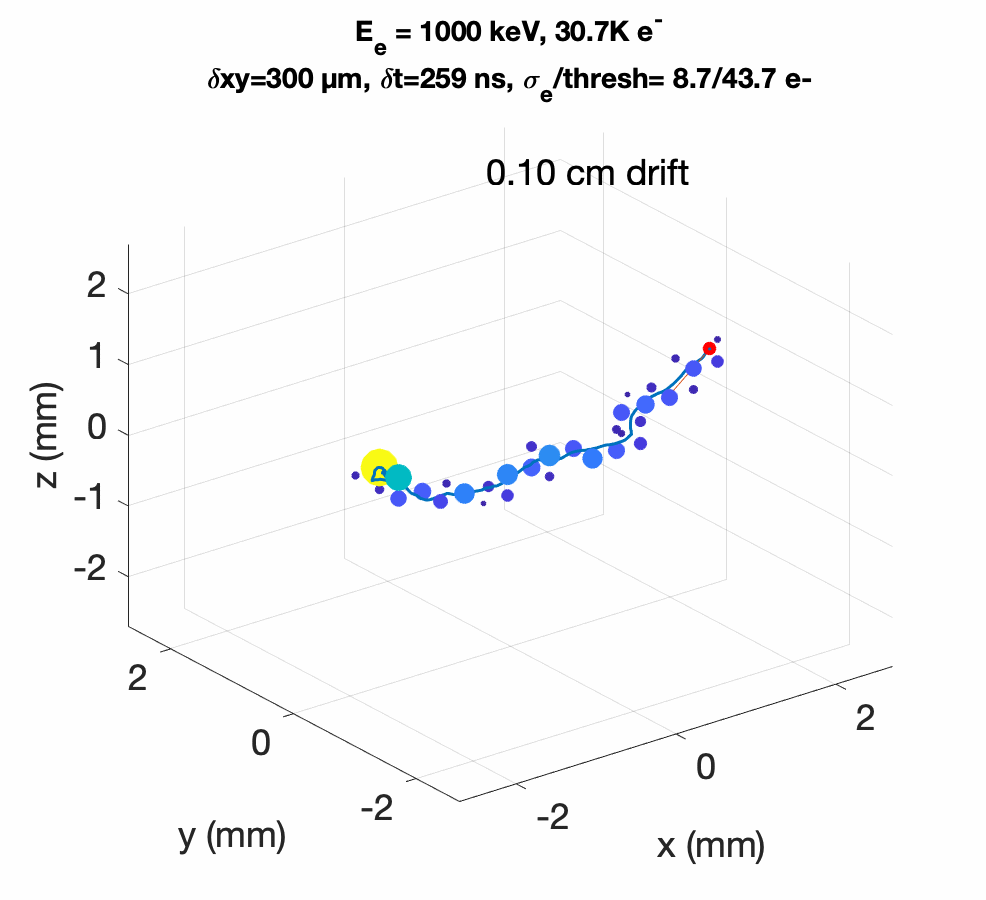 E_e = 1000 keV, 30.7K e^-
δxy=300 µm, δt=259 ns, σ_e/thresh= 8.7/43.7 e-
0.10 cm drift
2
1
0
-1
-2
z (mm)
2
0
-2
y (mm)
-2
0
2
x (mm)